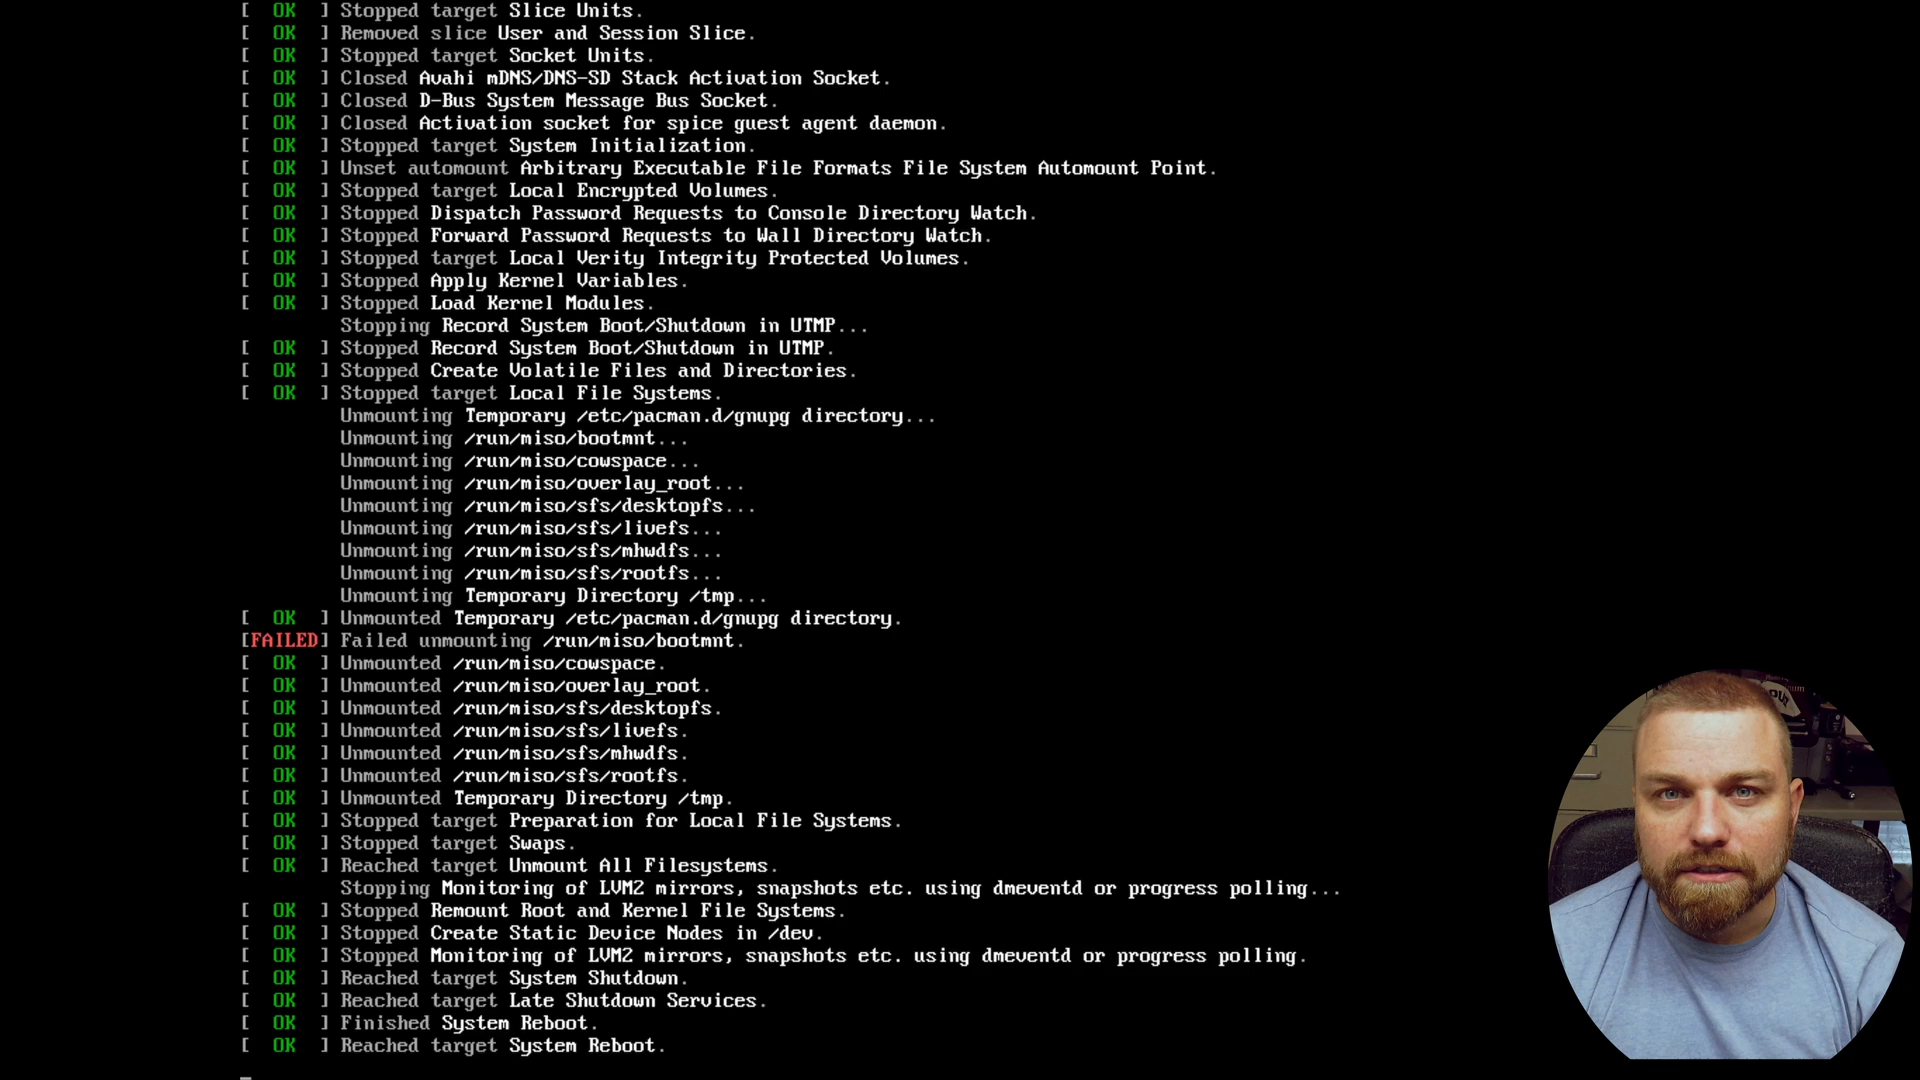 [  OK  ] Stopped target Slice Units.
[  OK  ] Removed slice User and Session Slice.
[  OK  ] Stopped target Socket Units.
[  OK  ] Closed Avahi mDNS/DNS-SD Stack Activation Socket.
[  OK  ] Closed D-Bus System Message Bus Socket.
[  OK  ] Closed Activation socket for spice guest agent daemon.
[  OK  ] Stopped target System Initialization.
[  OK  ] Unset automount Arbitrary Executable File Formats File System Automount Point.
[  OK  ] Stopped target Local Encrypted Volumes.
[  OK  ] Stopped Dispatch Password Requests to Console Directory Watch.
[  OK  ] Stopped Forward Password Requests to Wall Directory Watch.
[  OK  ] Stopped target Local Verity Integrity Protected Volumes.
[  OK  ] Stopped Apply Kernel Variables.
[  OK  ] Stopped Load Kernel Modules.
Stopping Record System Boot/Shutdown in UTMP...
[  OK  ] Stopped Record System Boot/Shutdown in UTMP.
[  OK  ] Stopped Create Volatile Files and Directories.
[  OK  ] Stopped target Local File Systems.
Unmounting Temporary /etc/pacman.d/gnupg directory...
Unmounting /run/miso/bootmnt...
Unmounting /run/miso/cowspace...
Unmounting /run/miso/overlay_root...
Unmounting /run/miso/sfs/desktopfs...
Unmounting /run/miso/sfs/livefs...
Unmounting /run/miso/sfs/mhwdfs...
Unmounting /run/miso/sfs/rootfs...
Unmounting Temporary Directory /tmp...
[  OK  ] Unmounted Temporary /etc/pacman.d/gnupg directory.
[FAILED] Failed unmounting /run/miso/bootmnt.
[  OK  ] Unmounted /run/miso/cowspace.
[  OK  ] Unmounted /run/miso/overlay_root.
[  OK  ] Unmounted /run/miso/sfs/desktopfs.
[  OK  ] Unmounted /run/miso/sfs/livefs.
[  OK  ] Unmounted /run/miso/sfs/mhwdfs.
[  OK  ] Unmounted /run/miso/sfs/rootfs.
[  OK  ] Unmounted Temporary Directory /tmp.
[  OK  ] Stopped target Preparation for Local File Systems.
[  OK  ] Stopped target Swaps.
[  OK  ] Reached target Unmount All Filesystems.
Stopping Monitoring of LVM2 mirrors, snapshots etc. using dmeventd or progress polling...
[  OK  ] Stopped Remount Root and Kernel File Systems.
[  OK  ] Stopped Create Static Device Nodes in /dev.
[  OK  ] Stopped Monitoring of LVM2 mirrors, snapshots etc. using dmeventd or progress polling.
[  OK  ] Reached target System Shutdown.
[  OK  ] Reached target Late Shutdown Services.
[  OK  ] Finished System Reboot.
[  OK  ] Reached target System Reboot.